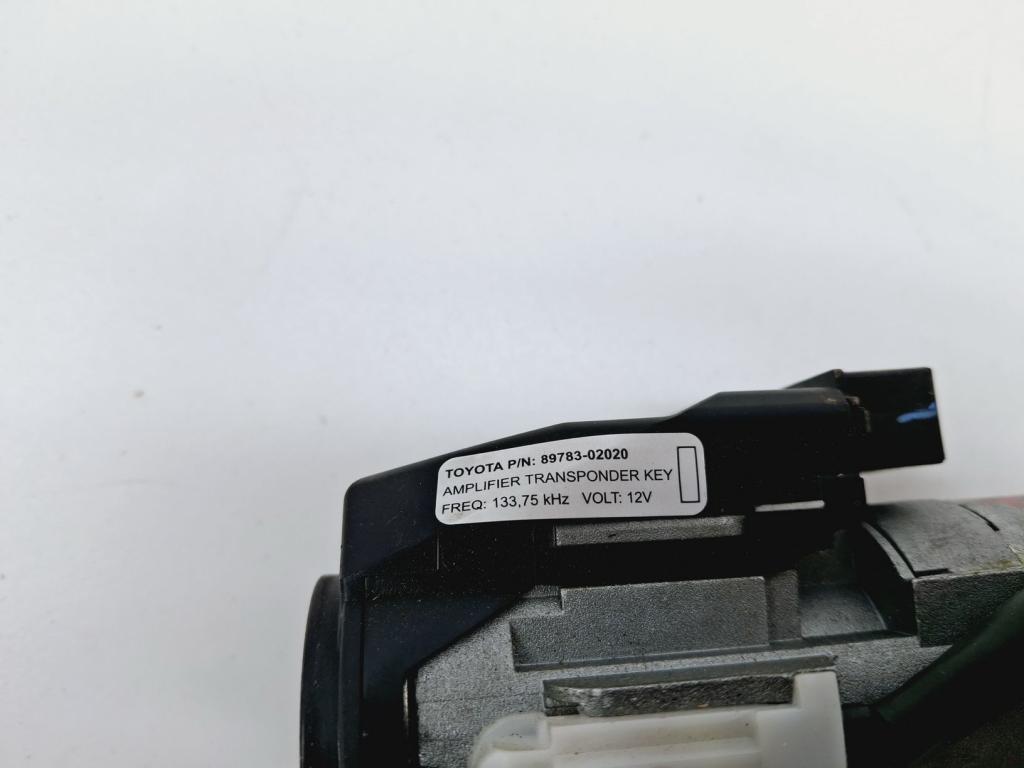 TOYOTA P/N: 89783-02020
AMPLIFIER TRANSPONDER KEY
FREQ: 133,75 kHz VOLT: 12V